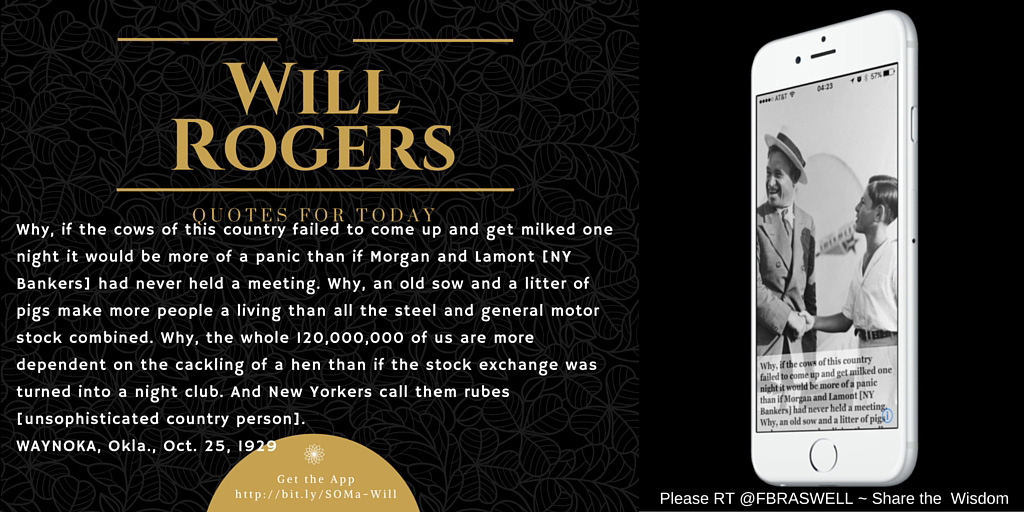 WILL
ROGERS
QUOTES FOR TODAY
Why, if the cows of this country failed to come up and get milked one
night it would be more of a panic than if Morgan and Lamont [NY
Bankers] had never held a meeting. Why, an old sow and a litter of
pigs make more people a living than all the steel and general motor
stock combined. Why, the whole 120,000,000 of us are more
dependent on the cackling of a hen than if the stock exchange was
turned into a night club. And New Yorkers call them rubes
[unsophisticated country person].
WAYNOKA, Okla., Oct. 25, 1929
Get the App
http://bit.ly/SOMa-Will
AT&T 04:23 57%
Why, if the cows of this country
failed to come up and get milked one
night it would be more of a panic
than if Morgan and Lamont [NY
Bankers] had never held a meeting.
Why, an old sow and a litter of pigs
Please RT @FBRASWELL ~ Share the Wisdom